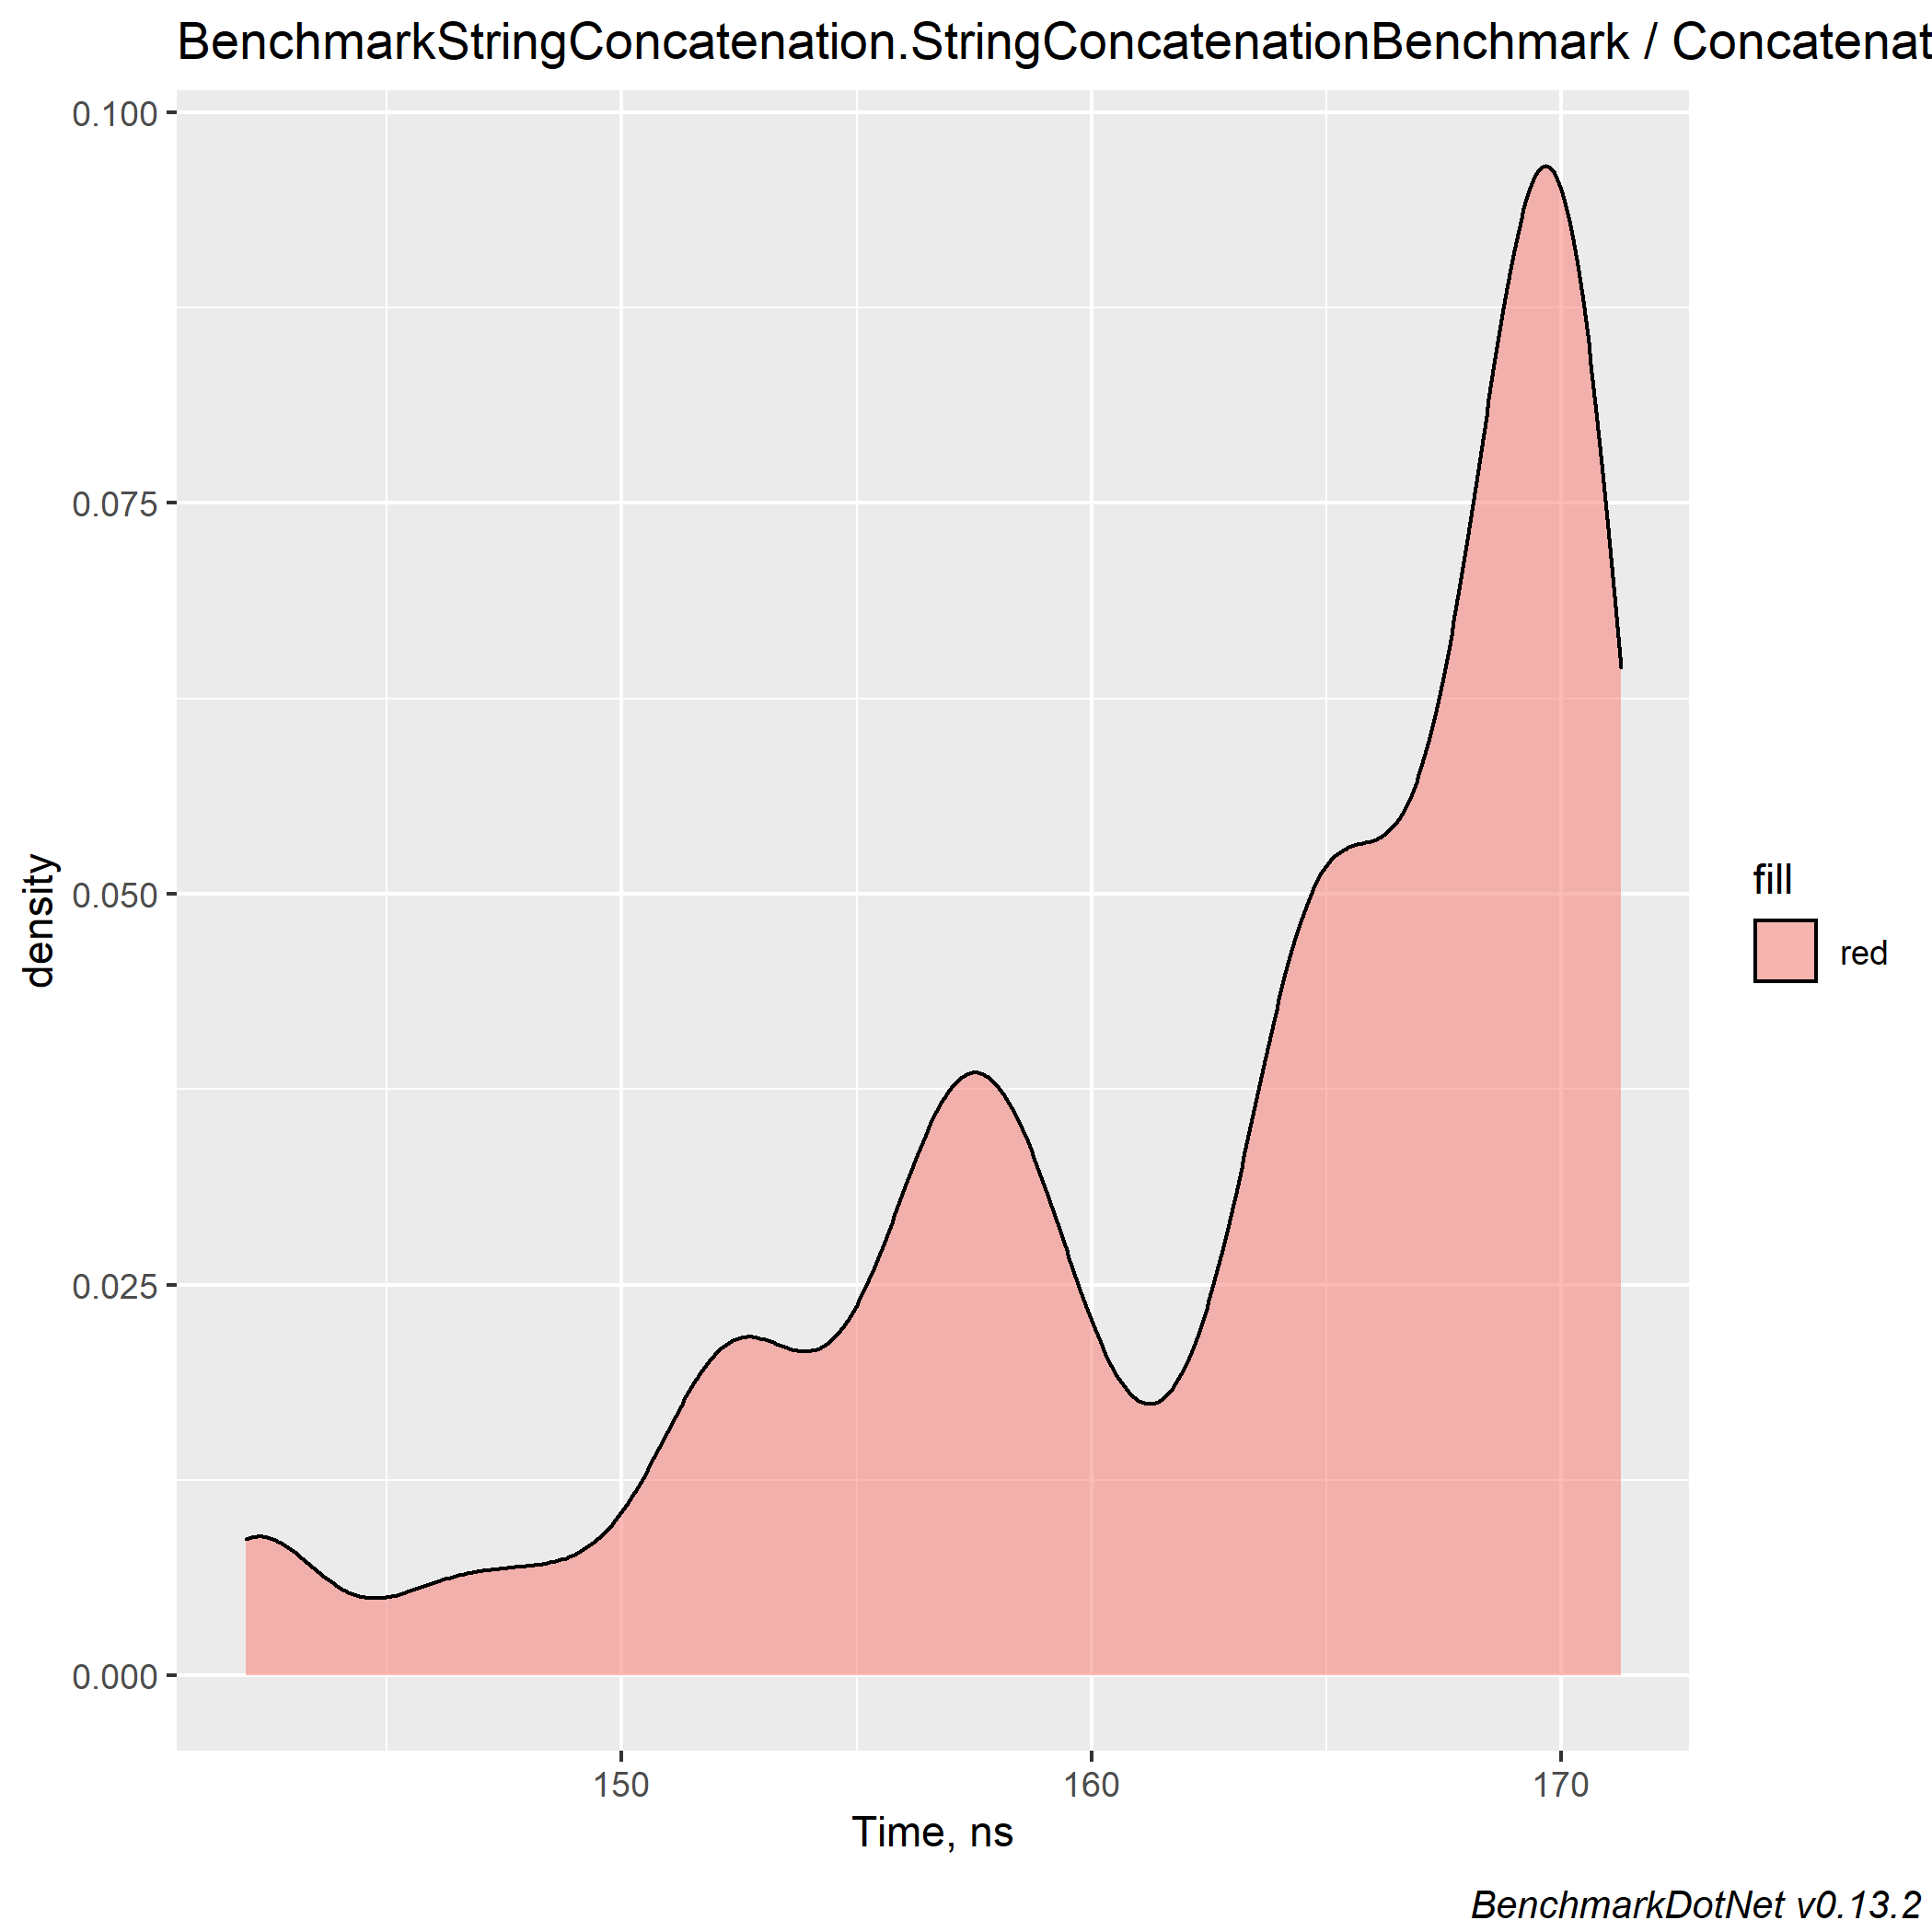 BenchmarkStringConcatenation.StringConcatenationBenchmark / Concatenat
0.100
0.075
0.050
0.025
0.000
density
150 160 170
Time, ns
fill
red
BenchmarkDotNet v0.13.2